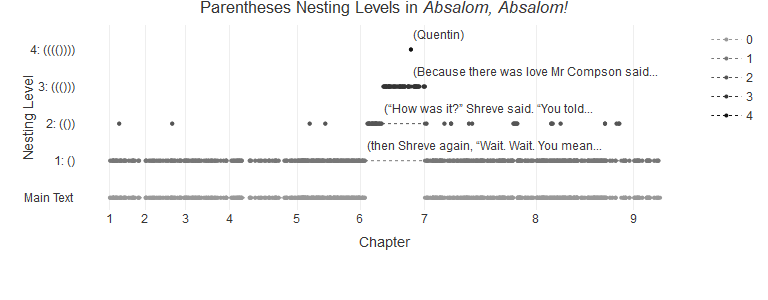 Parentheses Nesting Levels in Absalom, Absalom!
4: (((())))
(Quentin)
3: ((()))
(Because there was love Mr Compson said...
2: (())
(“How was it?” Shreve said. “You told...
1: ()
(then Shreve again, “Wait. Wait. You mean...
Main Text
Nesting Level
1 2 3 4 5 6 7 8 9
Chapter
0
1
2
3
4